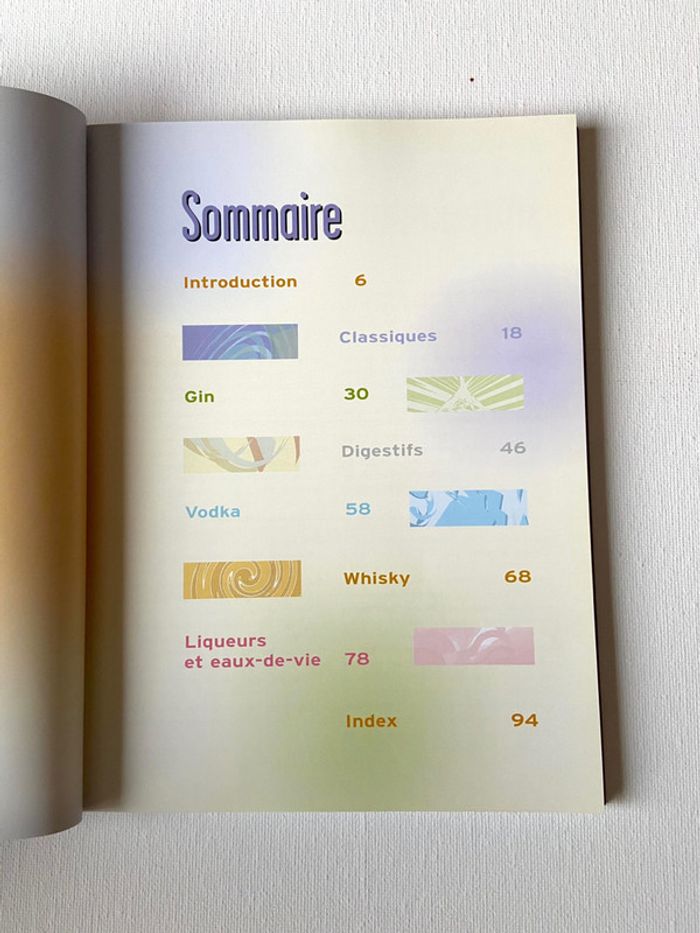 Sommaire
Introduction 6
Classiques 18
Gin 30
Digestifs 46
Vodka 58
Whisky 68
Liqueurs
et eaux-de-vie 78
Index 94